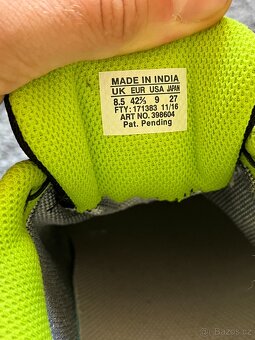 MADE IN INDIA
UK EUR USA JAPAN
8.5 42⅔ 9 27
FTY: 171383 11/16
ART NO. 398604
Pat. Pending
© Bazos.cz